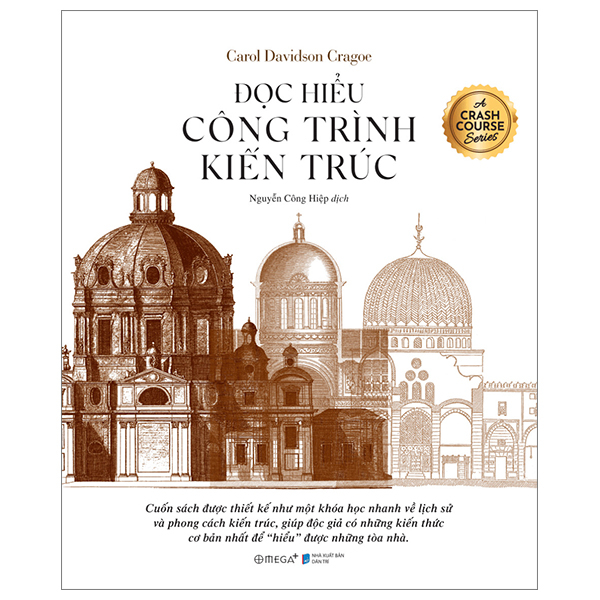 Carol Davidson Cragoe
ĐỌC HIỂU
CÔNG TRÌNH
KIẾN TRÚC
A
CRASH
COURSE
Series
Nguyễn Công Hiệp dịch
Cuốn sách được thiết kế như một khóa học nhanh về lịch sử
và phong cách kiến trúc, giúp độc giả có những kiến thức
cơ bản nhất để “hiểu” được những tòa nhà.
OMEGA+
NHÀ XUẤT BẢN
DÂN TRÍ